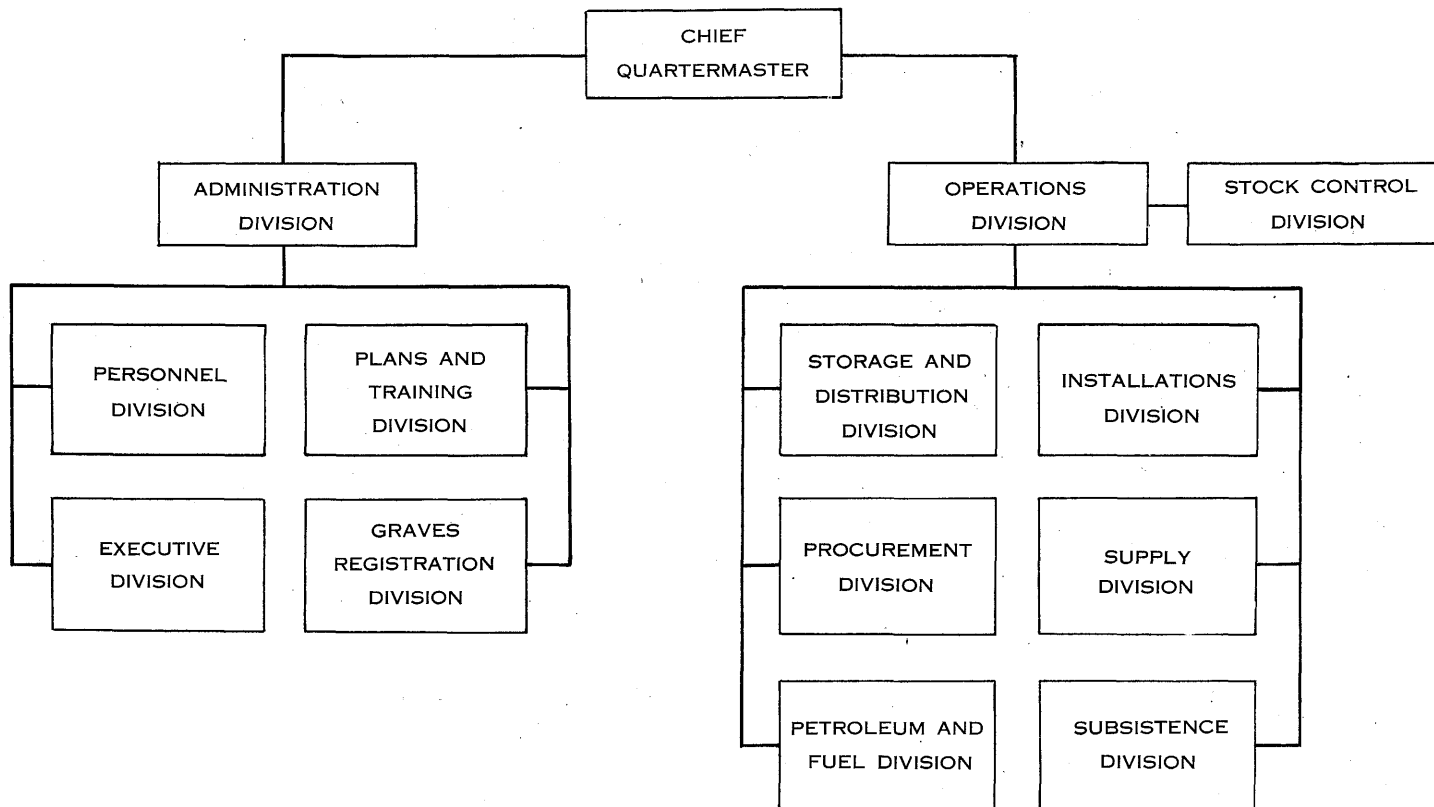 CHIEF
QUARTERMASTER
ADMINISTRATION
DIVISION
OPERATIONS
DIVISION
STOCK CONTROL
DIVISION
PERSONNEL
DIVISION
PLANS AND
TRAINING
DIVISION
STORAGE AND
DISTRIBUTION
DIVISION
INSTALLATIONS
DIVISION
EXECUTIVE
DIVISION
GRAVES
REGISTRATION
DIVISION
PROCUREMENT
DIVISION
SUPPLY
DIVISION
PETROLEUM AND
FUEL DIVISION
SUBSISTENCE
DIVISION